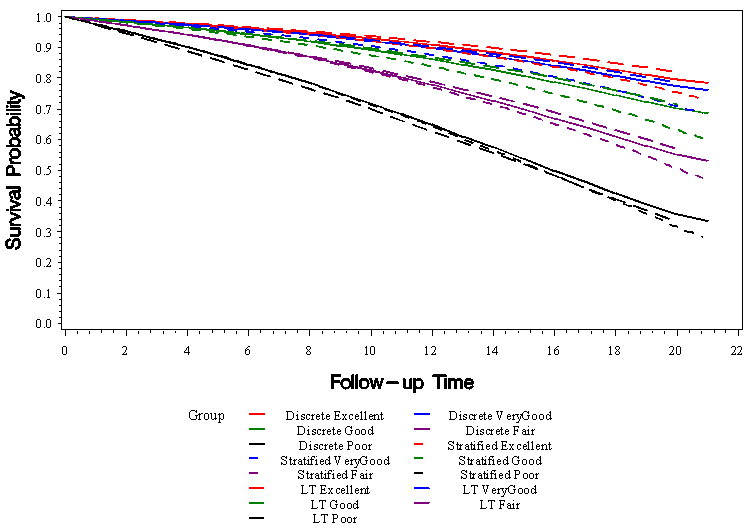 1.0
0.9
0.8
0.7
0.6
0.5
0.4
0.3
0.2
0.1
0.0
Survival Probability
0 2 4 6 8 10 12 14 16 18 20 22
Follow-up Time
Group Discrete Excellent Discrete VeryGood
Discrete Good Discrete Fair
Discrete Poor Stratified Excellent
Stratified VeryGood Stratified Good
Stratified Fair Stratified Poor
LT Excellent LT VeryGood
LT Good LT Fair
LT Poor